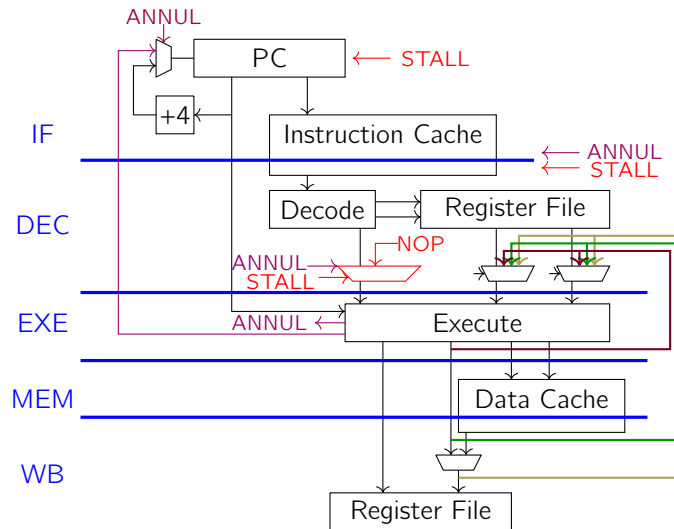 ANNUL
PC
STALL
+4
IF
Instruction Cache
ANNUL
STALL
Decode
Register File
DEC
NOP
ANNUL
STALL
EXE
ANNUL
Execute
MEM
Data Cache
WB
Register File